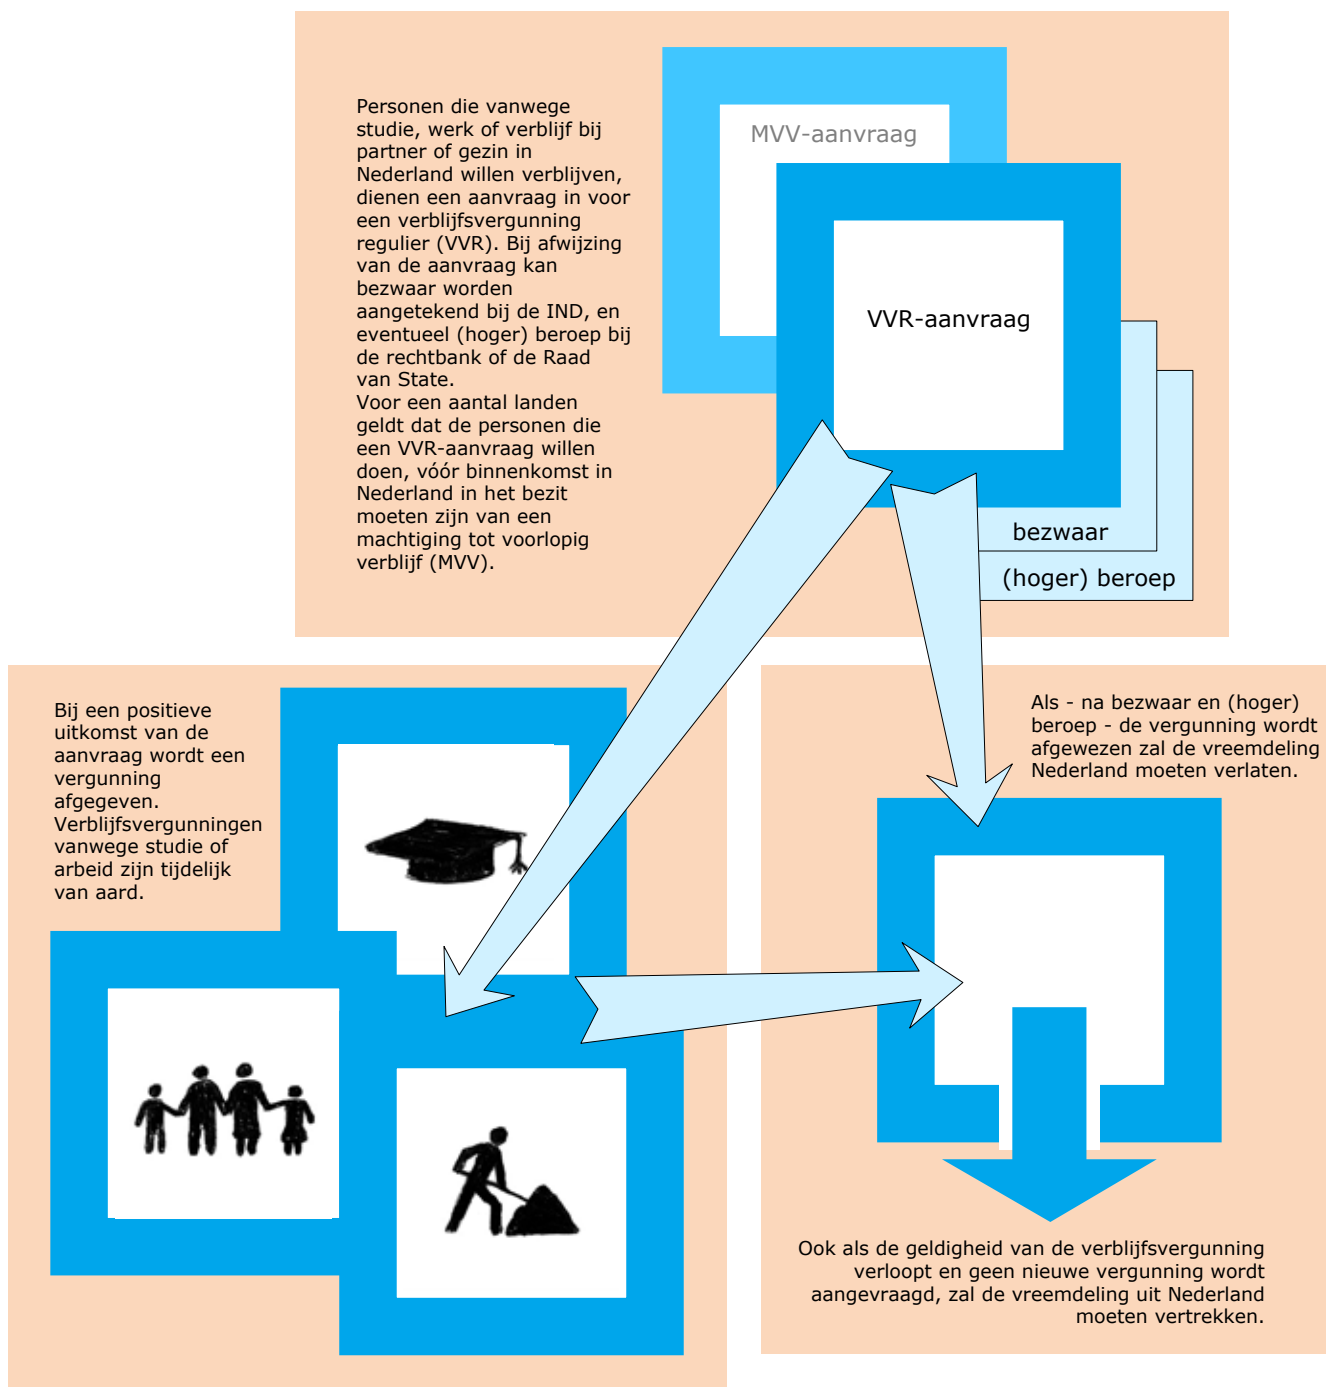 Personen die vanwege
studie, werk of verblijf bij
partner of gezin in
Nederland willen verblijven,
dienen een aanvraag in voor
een verblijfsvergunning
regulier (VVR). Bij afwijzing
van de aanvraag kan
bezwaar worden
aangetekend bij de IND, en
eventueel (hoger) beroep bij
de rechtbank of de Raad
van State.
Voor een aantal landen
geldt dat de personen die
een VVR-aanvraag willen
doen, vóór binnenkomst in
Nederland in het bezit
moeten zijn van een
machtiging tot voorlopig
verblijf (MVV).
MVV-aanvraag
VVR-aanvraag
bezwaar
(hoger) beroep
Bij een positieve
uitkomst van de
aanvraag wordt een
vergunning
afgegeven.
Verblijfsvergunningen
vanwege studie of
arbeid zijn tijdelijk
van aard.
Als - na bezwaar en (hoger)
beroep - de vergunning wordt
afgewezen zal de vreemdeling
Nederland moeten verlaten.
Ook als de geldigheid van de verblijfsvergunning
verloopt en geen nieuwe vergunning wordt
aangevraagd, zal de vreemdeling uit Nederland
moeten vertrekken.